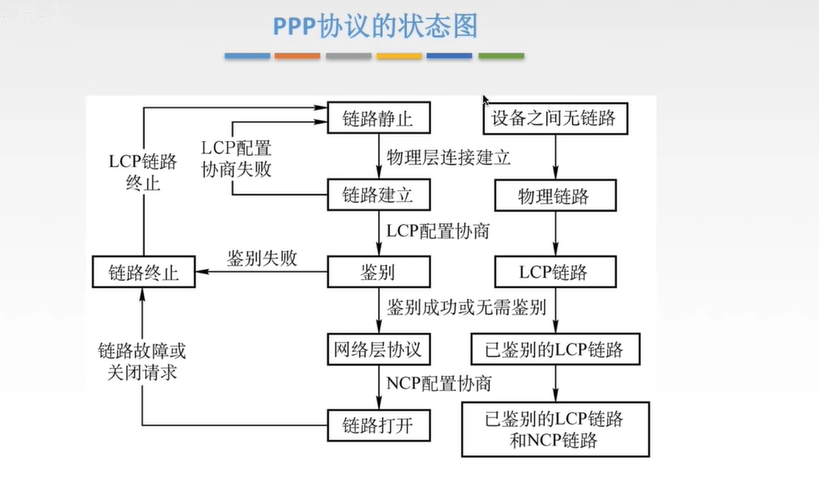 PPP协议的状态图
链路静止
设备之间无链路
LCP配置
协商失败
LCP链路
终止
物理层连接建立
链路建立
物理链路
LCP配置协商
鉴别失败
链路终止
鉴别
LCP链路
鉴别成功或无需鉴别
链路故障或
关闭请求
网络层协议
已鉴别的LCP链路
NCP配置协商
链路打开
已鉴别的LCP链路
和NCP链路